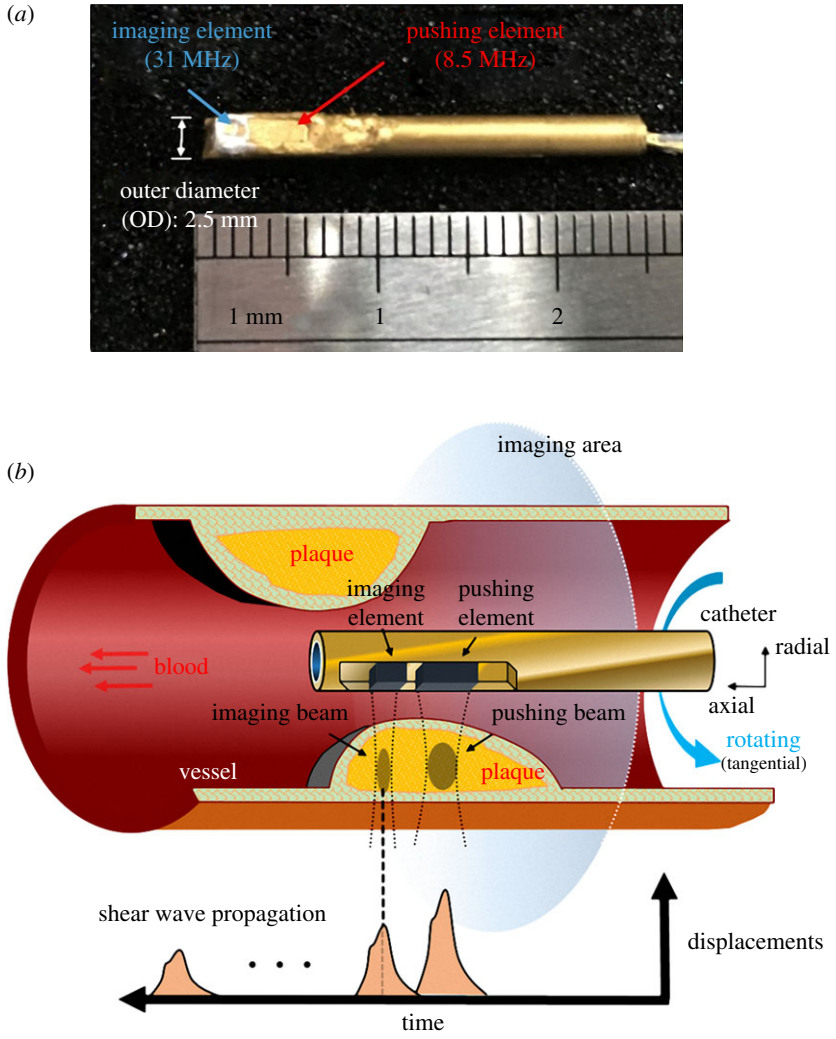 (a)
imaging element
(31 MHz)
pushing element
(8.5 MHz)
outer diameter
(OD): 2.5 mm
1 mm
1
2
(b)
imaging area
plaque
imaging
element
pushing
element
catheter
radial
axial
blood
imaging beam
pushing beam
rotating
(tangential)
vessel
plaque
shear wave propagation
displacements
time